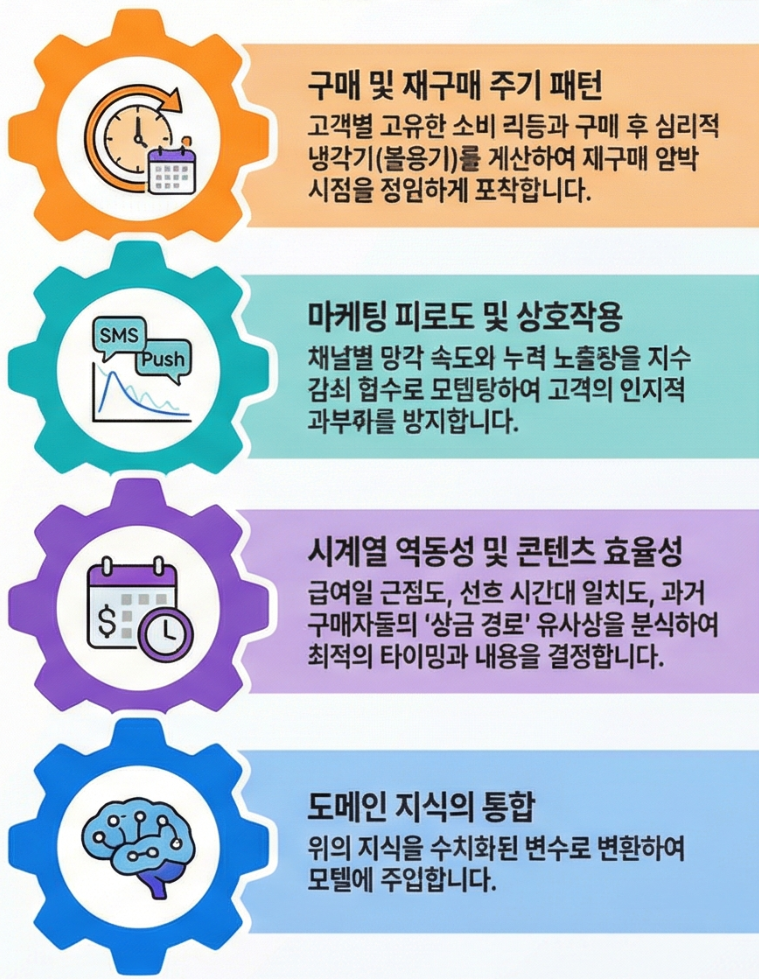 구매 및 재구매 주기 패턴
고객별 고유한 소비 리등과 구매 후 심리적
냉각기(볼용기)를 게산하여 재구매 암박
시점을 정임하게 포착합니다.
SMS
Push
마케팅 피로도 및 상호작용
채널별 망각 속도와 누려 노출장을 지수
감쇠 협수로 모템탕하여 고객의 인지적
과부좌를 방지합니다.
시계열 역동성 및 콘텐츠 효율성
급여일 근점도, 선흐 시간대 일치도, 과거
구매자둘믜 '상금 경로' 유사상을 분식하여
최적의 타이밍과 내용을 결정합니다.
$
도메인 지식의 통합
위의 지식을 수치화된 변수로 변환하여
모텔에 주입합니다.